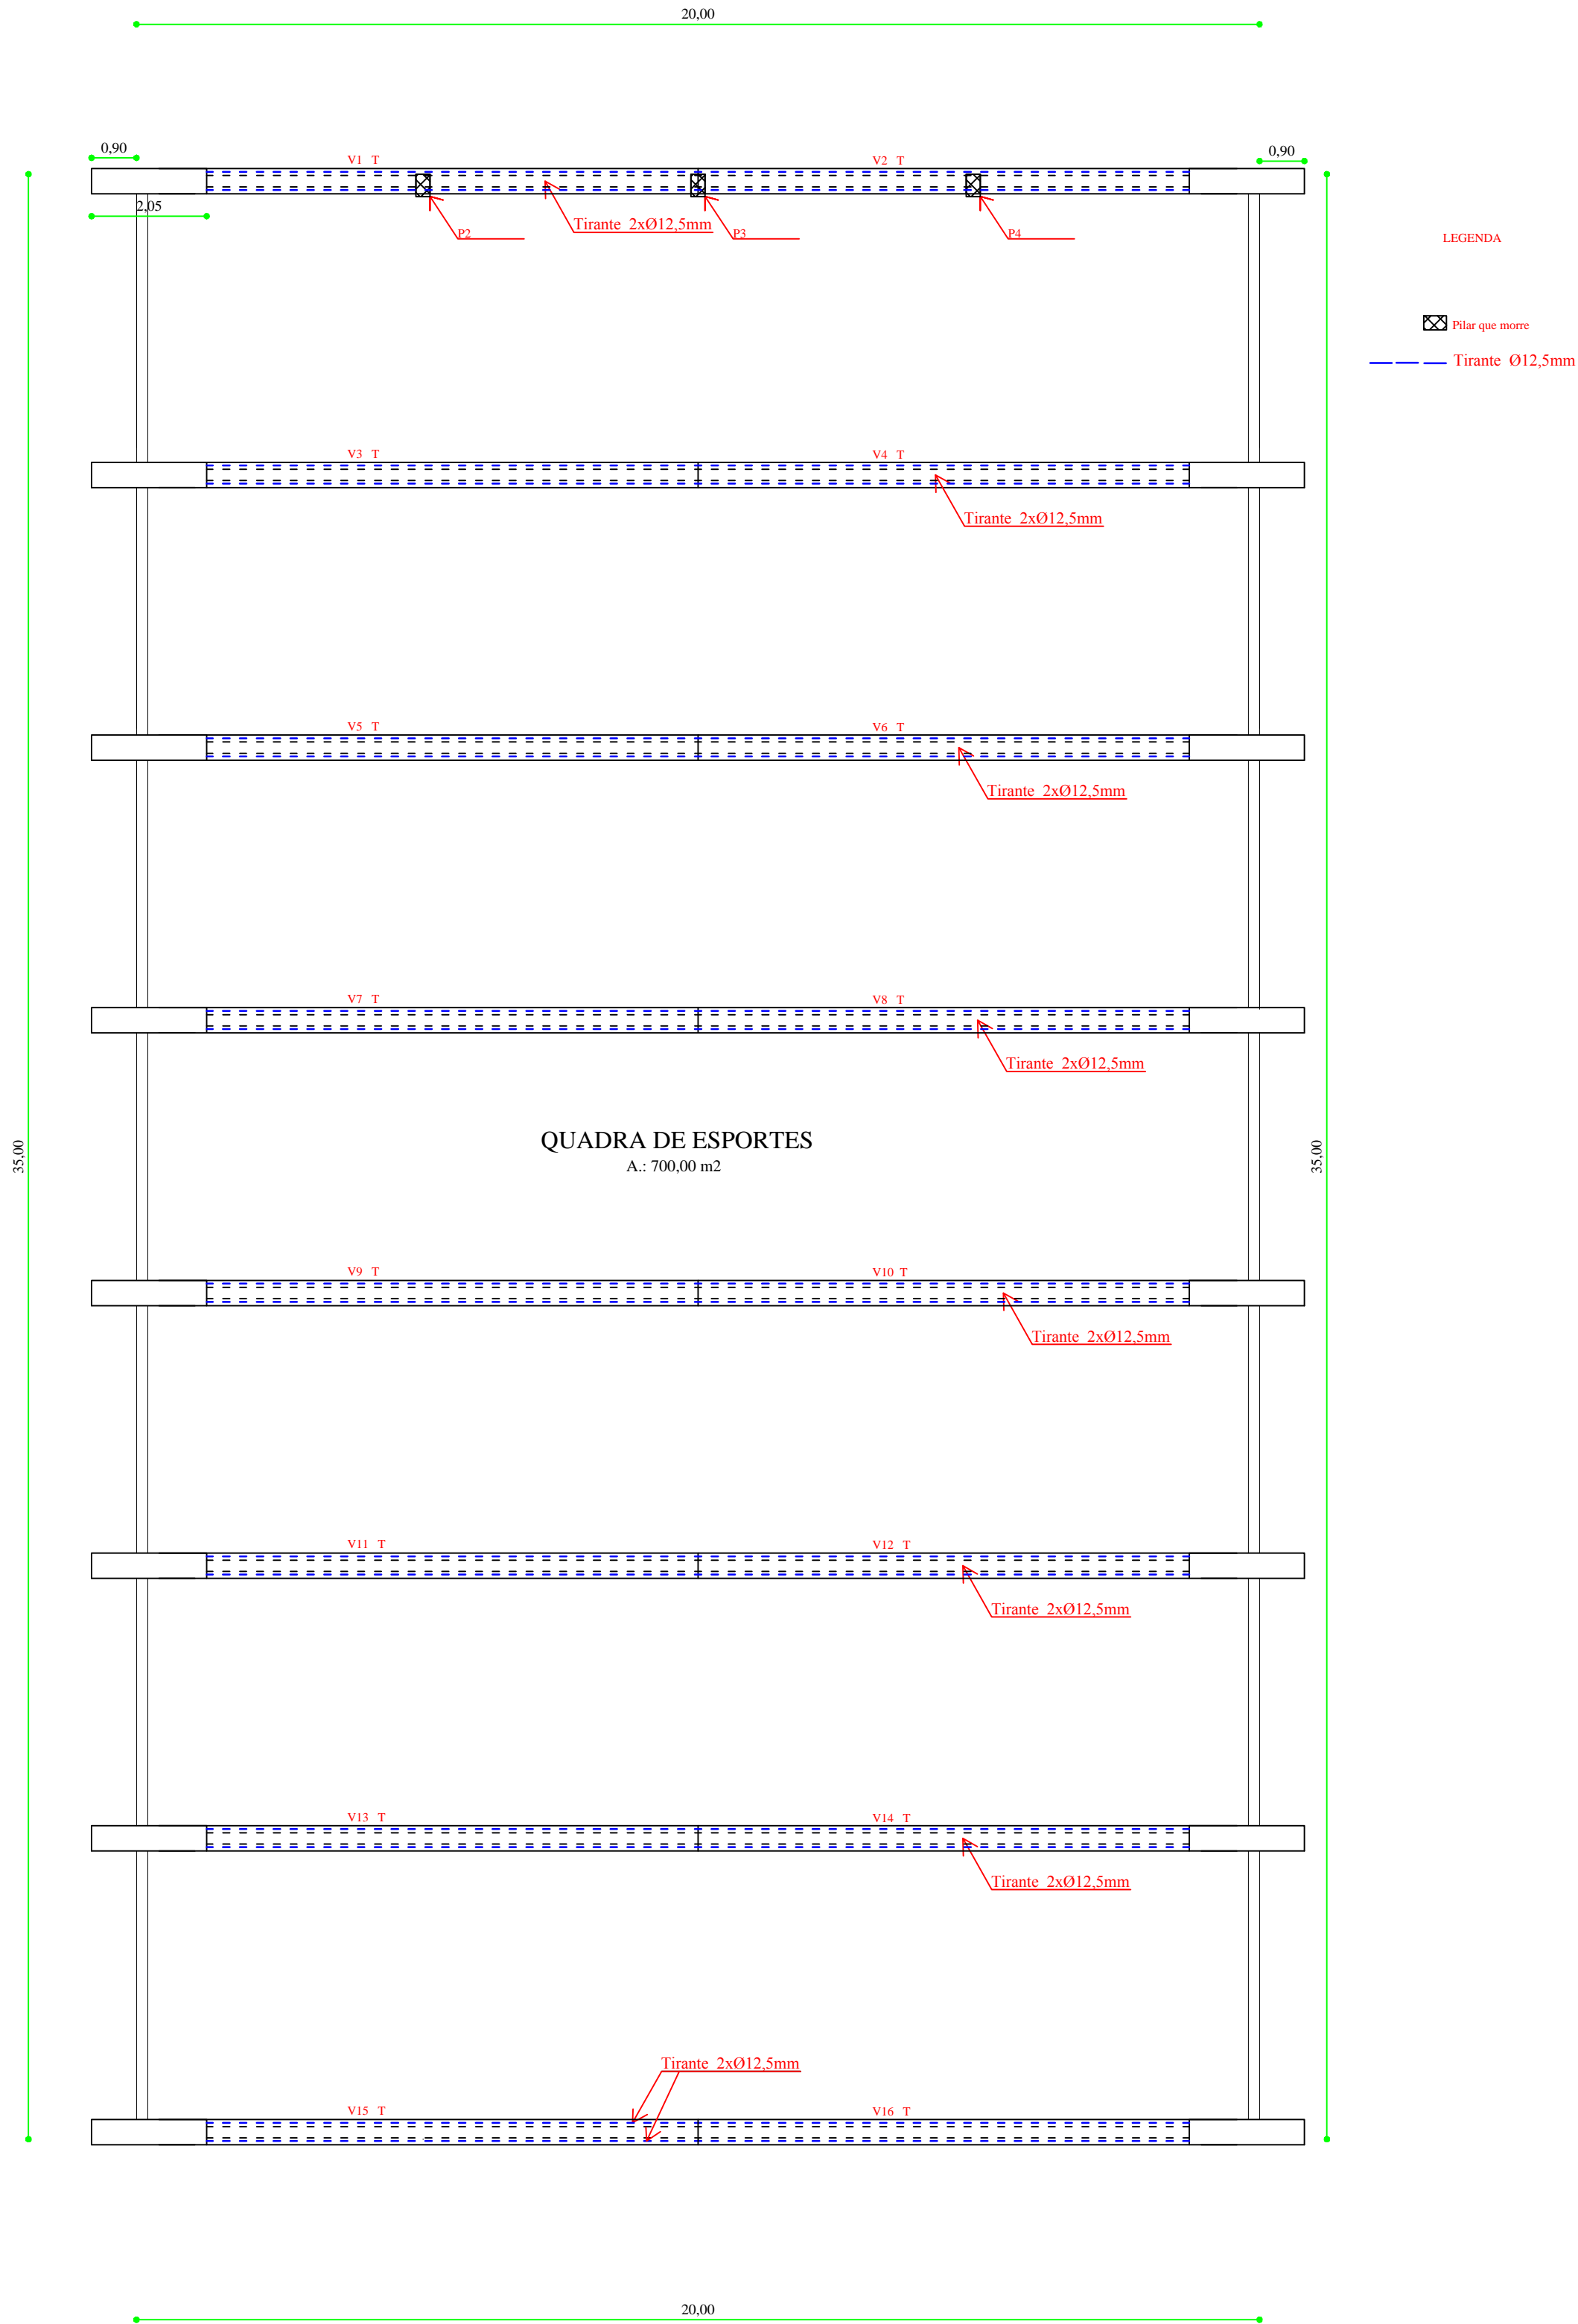 20,00
0,90
V1 T
V2 T
0,90
2,05
Tirante 2xØ12,5mm
P2
P3
P4
LEGENDA
Pilar que morre
Tirante Ø12,5mm
V3 T
V4 T
Tirante 2xØ12,5mm
V5 T
V6 T
Tirante 2xØ12,5mm
V7 T
V8 T
Tirante 2xØ12,5mm
QUADRA DE ESPORTES
A.: 700,00 m2
35,00
35,00
V9 T
V10 T
Tirante 2xØ12,5mm
V11 T
V12 T
Tirante 2xØ12,5mm
V13 T
V14 T
Tirante 2xØ12,5mm
Tirante 2xØ12,5mm
V15 T
V16 T
20,00